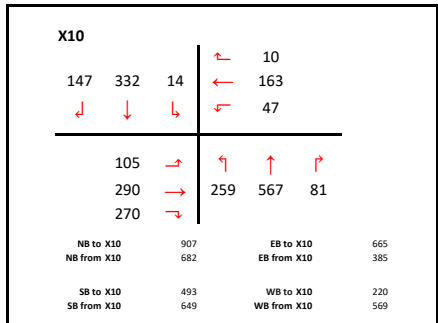 X10
10
147 332 14 163
47
105
290 259 567 81
270
NB to X10 907 EB to X10 665
NB from X10 682 EB from X10 385
SB to X10 493 WB to X10 220
SB from X10 649 WB from X10 569